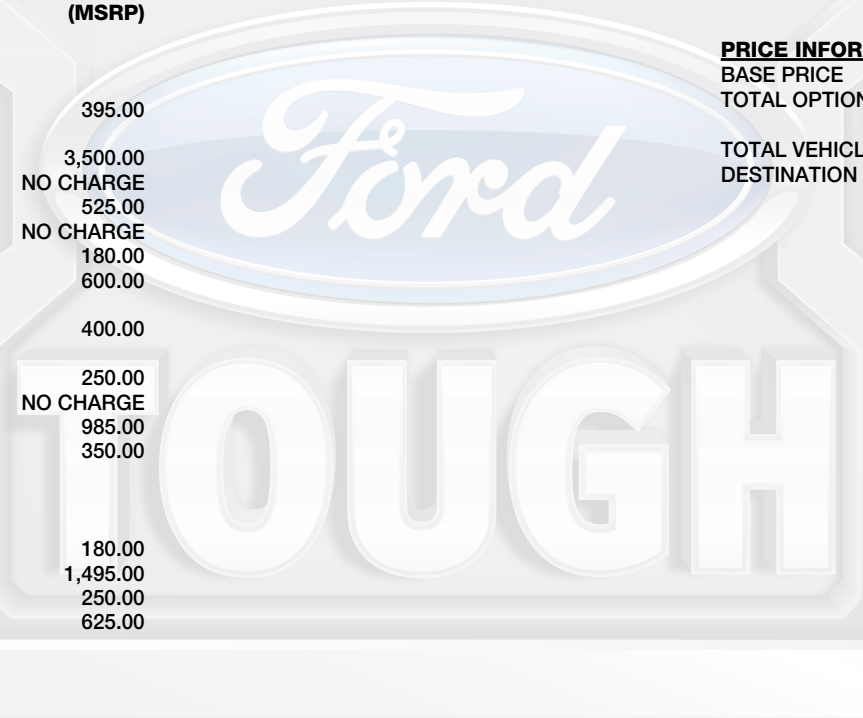 (MSRP)
395.00
3,500.00
NO CHARGE
525.00
NO CHARGE
180.00
600.00
400.00
250.00
NO CHARGE
985.00
350.00
180.00
1,495.00
250.00
625.00
PRICE INFOR
BASE PRICE
TOTAL OPTION
TOTAL VEHICL
DESTINATION
Ford
TOUGH